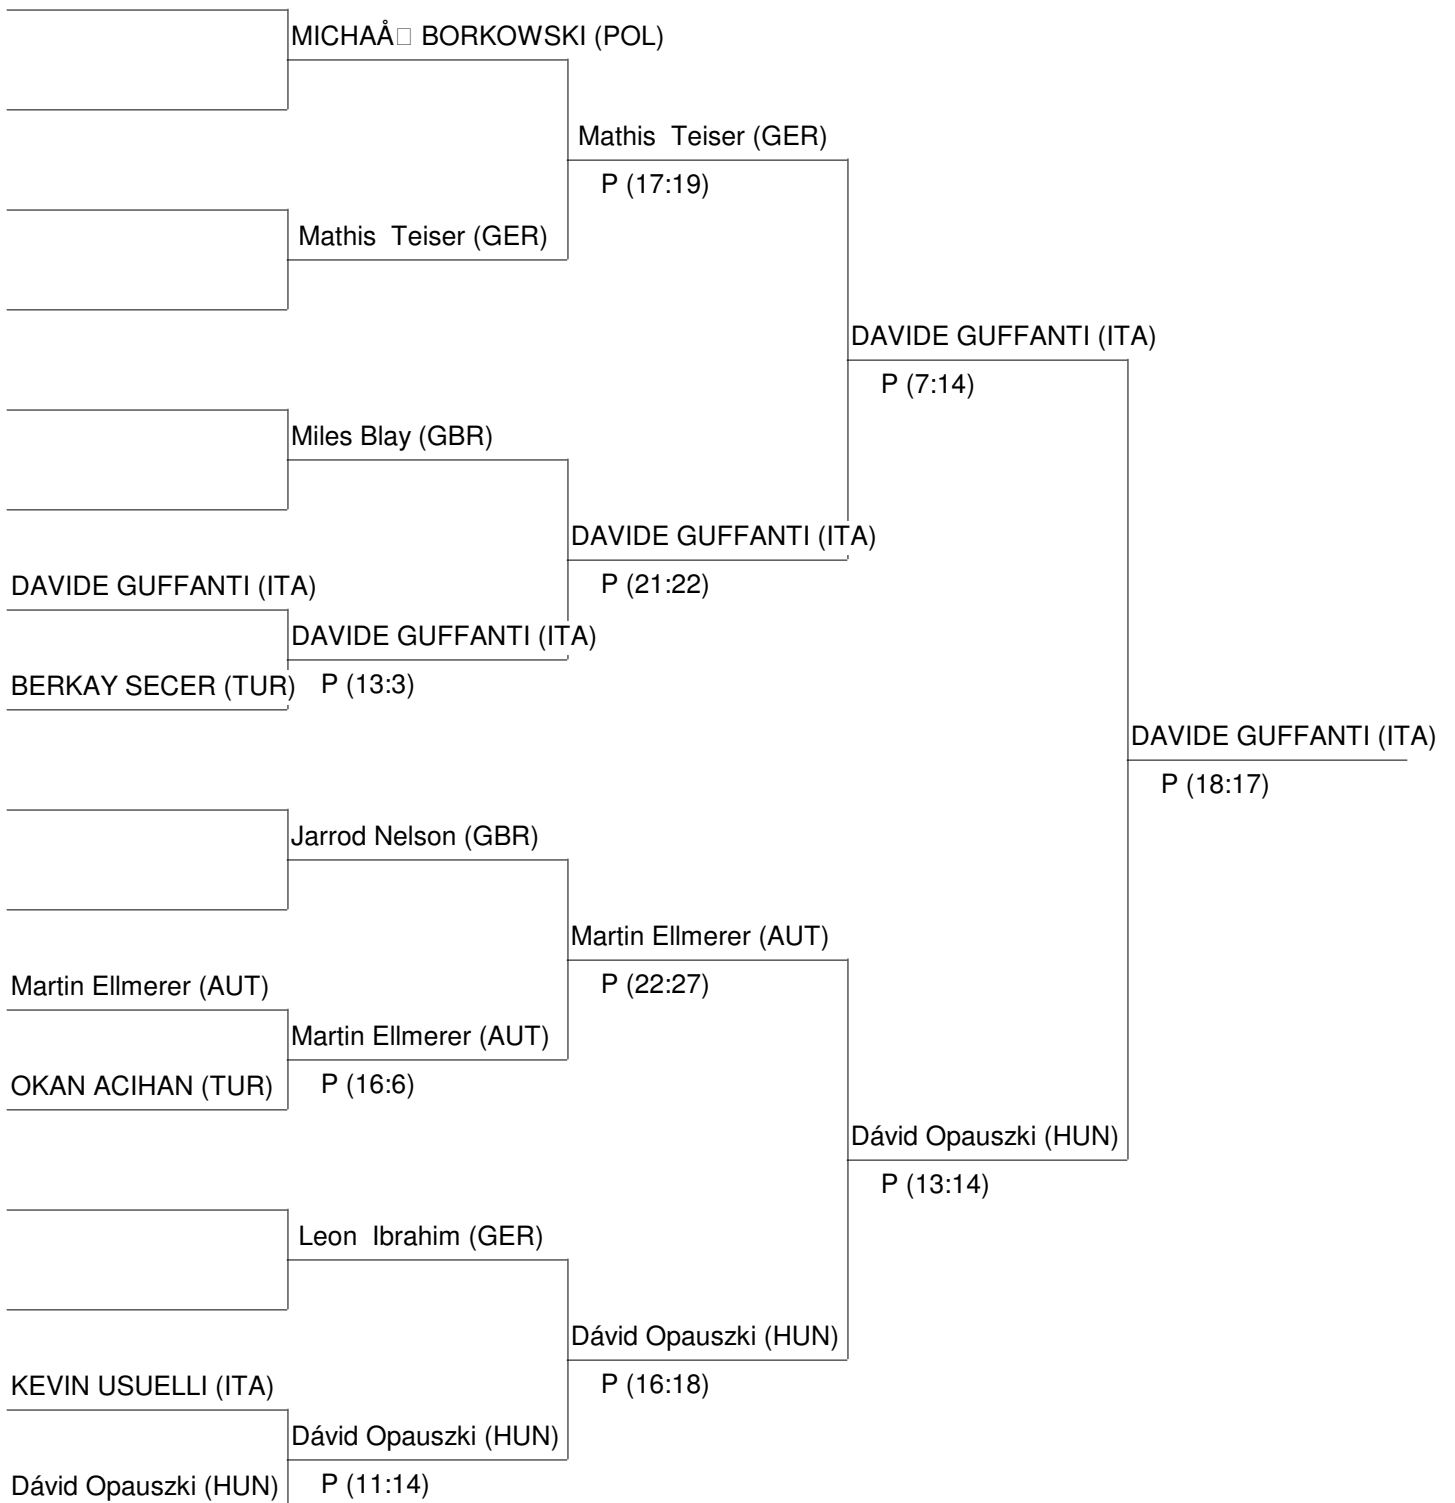 MICHAÅ□ BORKOWSKI (POL)
Mathis  Teiser (GER)
P (17:19)
Mathis  Teiser (GER)
DAVIDE GUFFANTI (ITA)
P (7:14)
Miles Blay (GBR)
DAVIDE GUFFANTI (ITA)
P (21:22)
DAVIDE GUFFANTI (ITA)
DAVIDE GUFFANTI (ITA)
BERKAY SECER (TUR)
P (13:3)
DAVIDE GUFFANTI (ITA)
P (18:17)
Jarrod Nelson (GBR)
Martin Ellmerer (AUT)
P (22:27)
Martin Ellmerer (AUT)
Martin Ellmerer (AUT)
OKAN ACIHAN (TUR)
P (16:6)
Dávid Opauszki (HUN)
P (13:14)
Leon  Ibrahim (GER)
Dávid Opauszki (HUN)
P (16:18)
KEVIN USUELLI (ITA)
Dávid Opauszki (HUN)
Dávid Opauszki (HUN)
P (11:14)